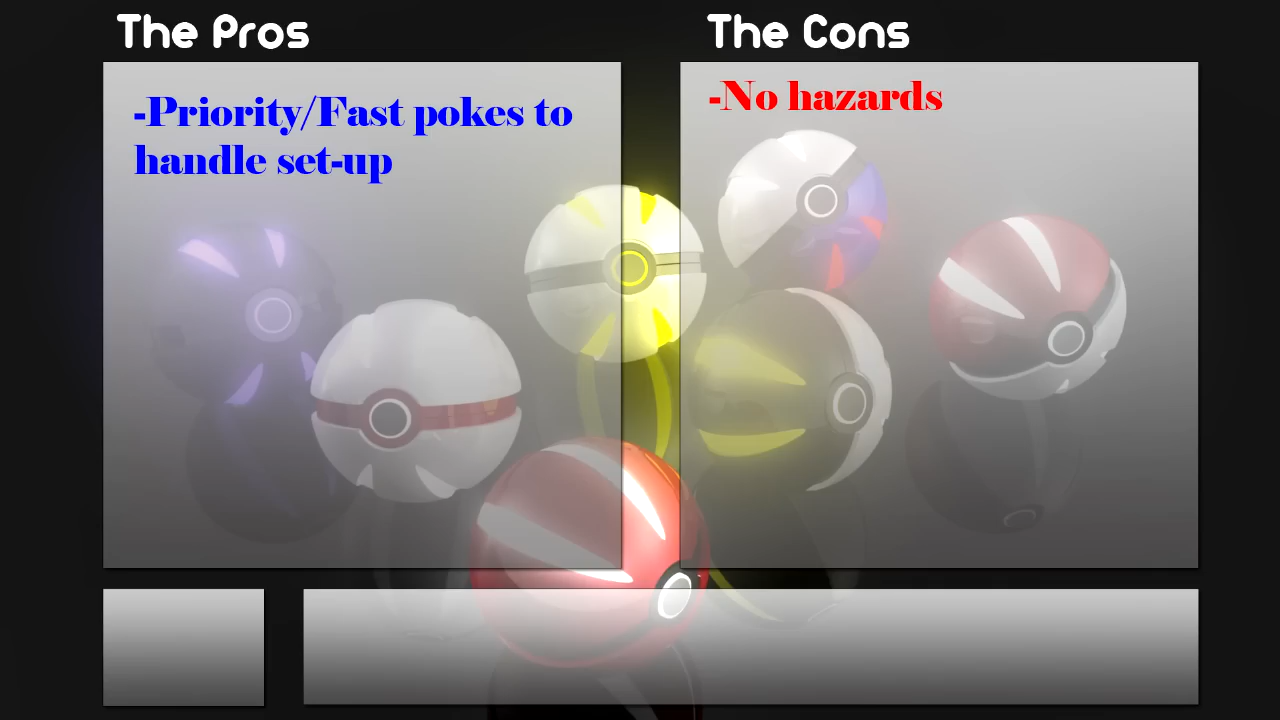 The Pros
-Priority/Fast pokes to
handle set-up
The Cons
-No hazards